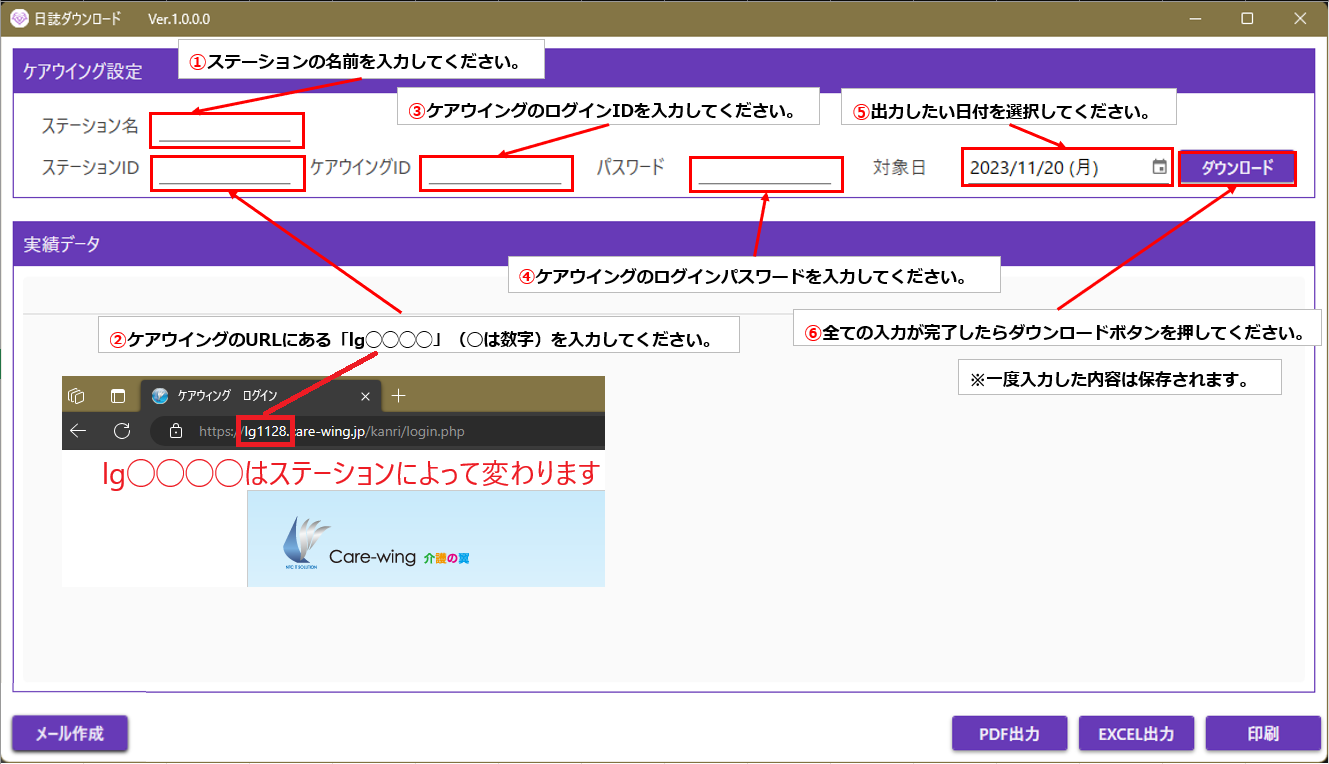 日誌ダウンロード Ver.1.0.0.0
ケアウイング設定
①ステーションの名前を入力してください。
③ケアウイングのログインIDを入力してください。
⑤出力したい日付を選択してください。
ステーション名
ステーションID
ケアウイングID
パスワード
対象日
2023/11/20 (月)
ダウンロード
実績データ
④ケアウイングのログインパスワードを入力してください。
②ケアウイングのURLにある「lg〇〇〇〇」（〇は数字）を入力してください。
⑥全ての入力が完了したらダウンロードボタンを押してください。
※一度入力した内容は保存されます。
ケアウィング ログイン
https://lg1128.care-wing.jp/kanri/login.php
lg〇〇〇〇はステーションによって変わります
Care-wing 介護の翼
メール作成
PDF出力
EXCEL出力
印刷